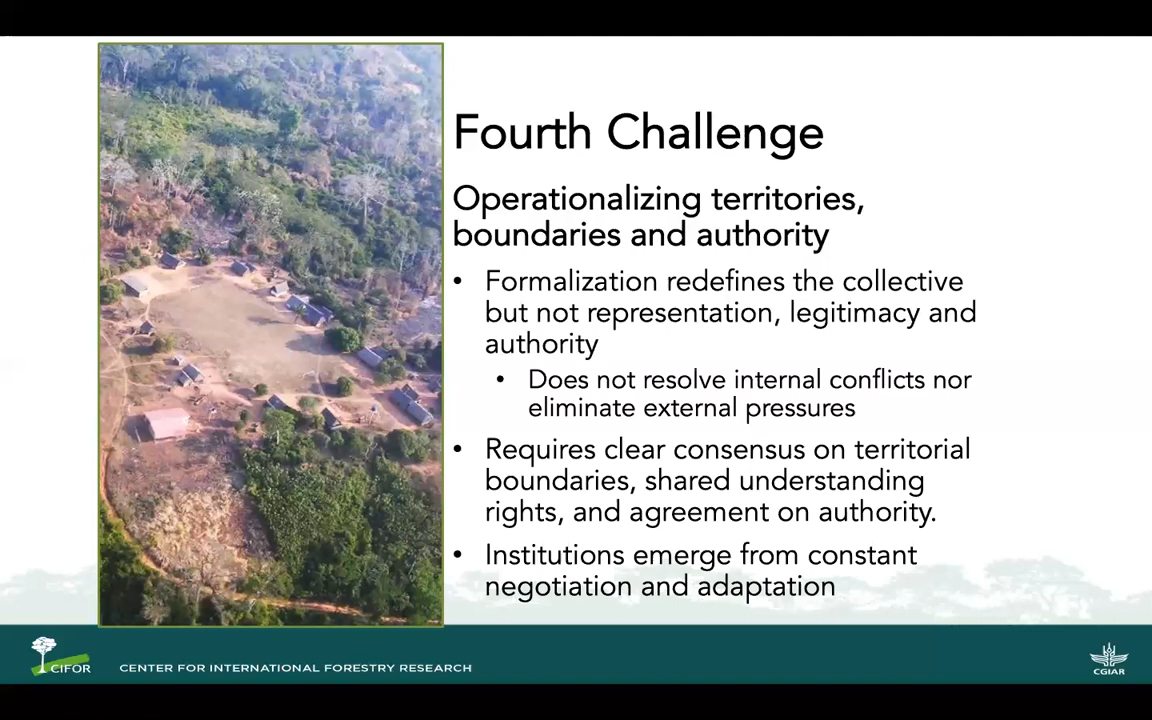 Fourth Challenge
Operationalizing territories,
boundaries and authority
• Formalization redefines the collective
but not representation, legitimacy and
authority
• Does not resolve internal conflicts nor
eliminate external pressures
• Requires clear consensus on territorial
boundaries, shared understanding
rights, and agreement on authority.
• Institutions emerge from constant
negotiation and adaptation
CIFOR
CENTER FOR INTERNATIONAL FORESTRY RESEARCH
CGIAR